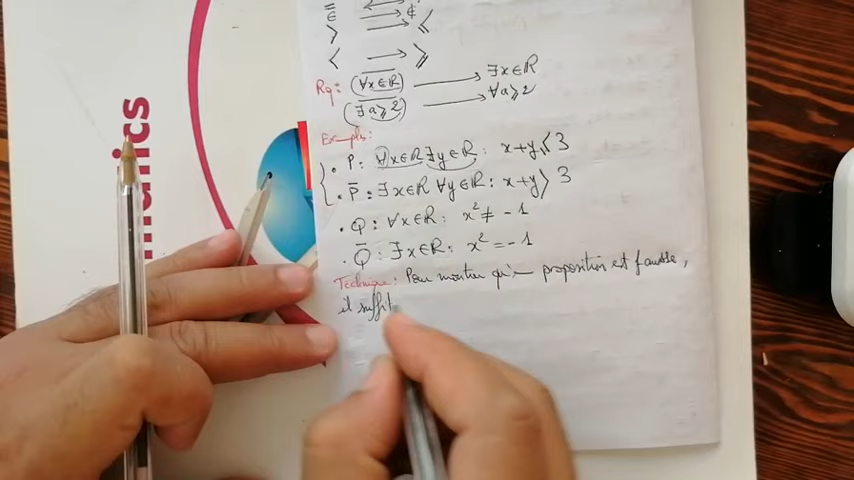 = ⟷
∈ ⟷ ∉
> ⟶ ≤
< ⟶ ≥
Rq: (∀x∈ℝ) ⟶ ∃x∈ℝ
(∃a≥2) ⟶ ∀a≥2
Exemples:
• P: ∀x∈ℝ ∃y∈ℝ: x+y≤3
• P̅: ∃x∈ℝ ∀y∈ℝ: x+y>3
• Q: ∀x∈ℝ: x² ≠ -1
• Q̅: ∃x∈ℝ: x² = -1
Technique: Pour montrer qu'une proposition est fausse,
il suffit